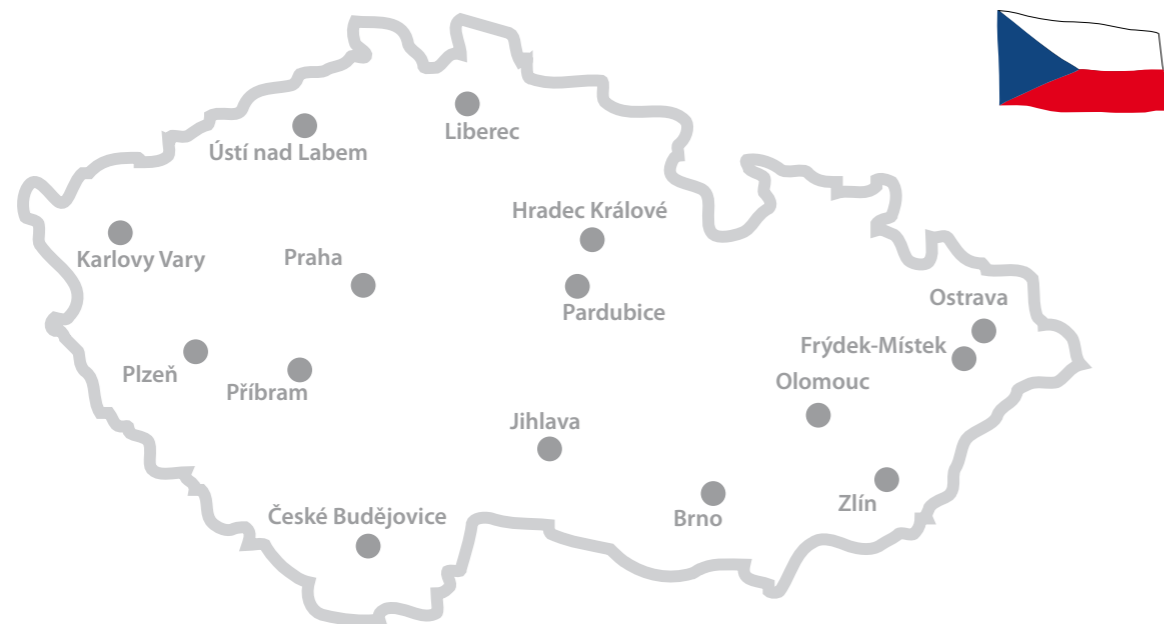 Liberec
Ústí nad Labem
Hradec Králové
Karlovy Vary
Praha
Ostrava
Pardubice
Frýdek-Místek
Plzeň
Olomouc
Příbram
Jihlava
Zlín
České Budějovice
Brno